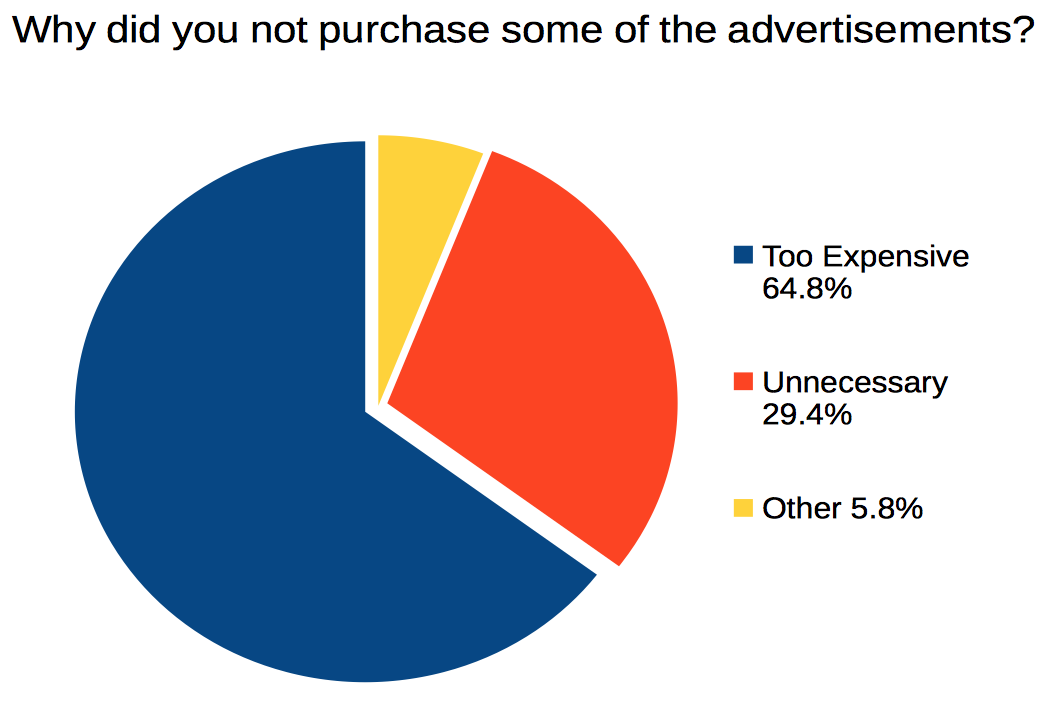 Why did you not purchase some of the advertisements?
Too Expensive
64.8%
Unnecessary
29.4%
Other 5.8%